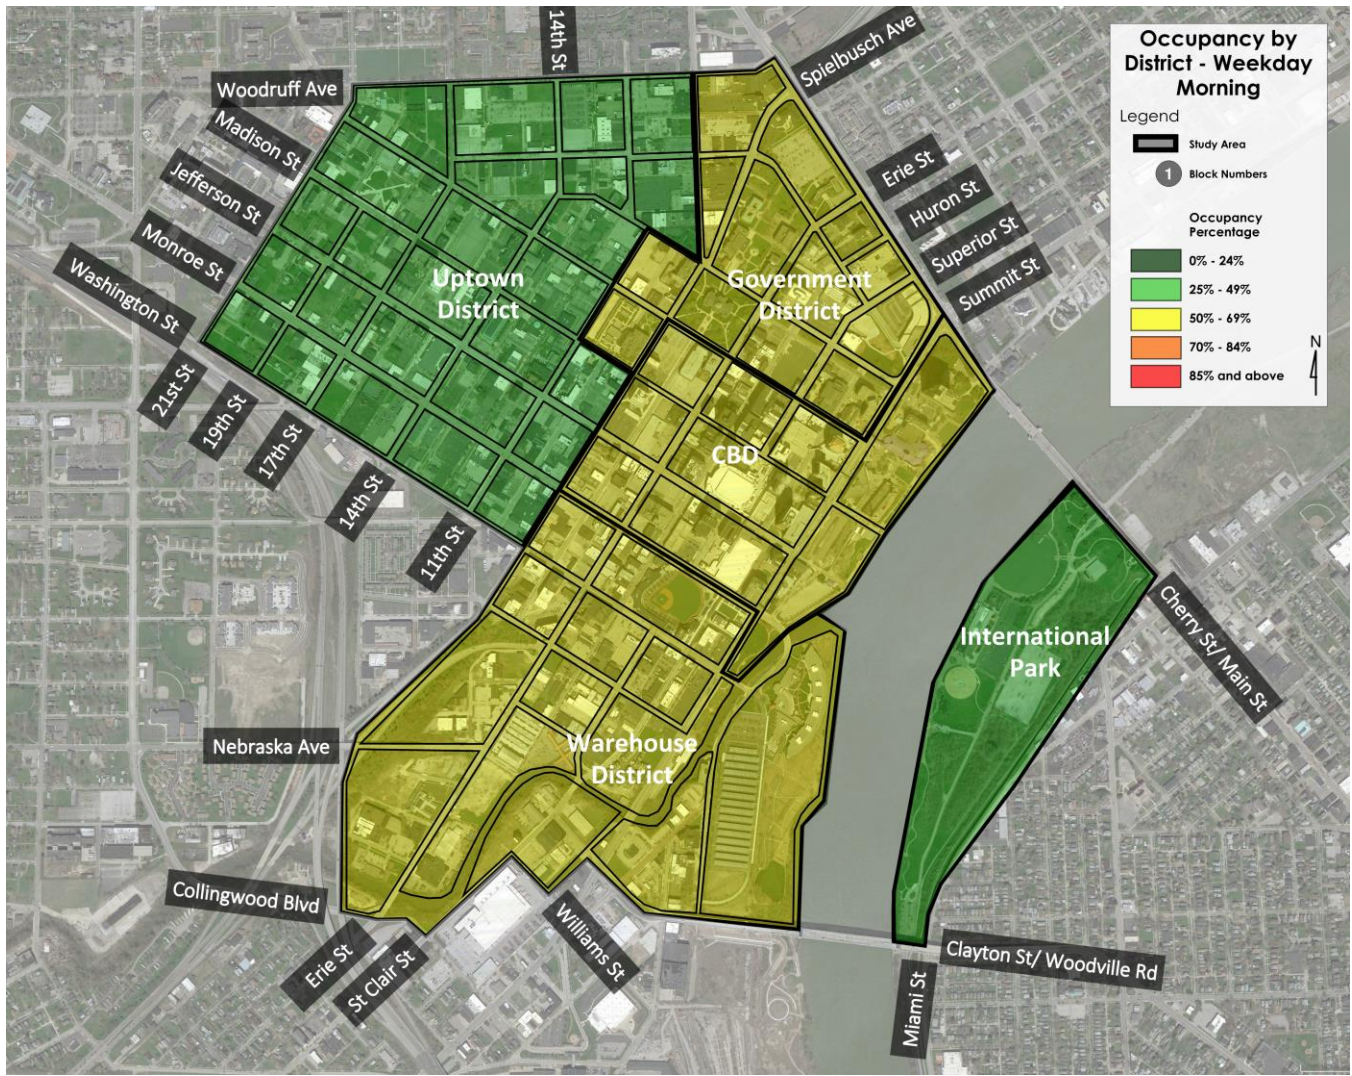 14th St
Spielbusch Ave
Woodruff Ave
Madison St
Jefferson St
Monroe St
Washington St
21st St
19th St
17th St
14th St
11th St
Erie St
Huron St
Superior St
Summit St
Uptown
District
Government
District
CBD
International
Park
Cherry St/ Main St
Warehouse
District
Nebraska Ave
Collingwood Blvd
Erie St
St Clair St
Williams St
Clayton St/ Woodville Rd
Miami St
Occupancy by
District - Weekday
Morning
Legend
Study Area
1 Block Numbers
Occupancy
Percentage
0% - 24%
25% - 49%
50% - 69%
70% - 84%
85% and above
N